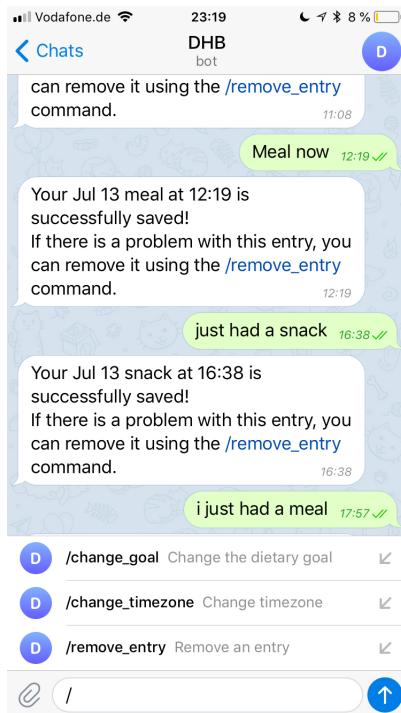 Vodafone.de 23:19 8 %
Chats DHB D
bot
can remove it using the /remove_entry
command. 11:08
Meal now 12:19
Your Jul 13 meal at 12:19 is
successfully saved!
If there is a problem with this entry, you
can remove it using the /remove_entry
command. 12:19
just had a snack 16:38
Your Jul 13 snack at 16:38 is
successfully saved!
If there is a problem with this entry, you
can remove it using the /remove_entry
command. 16:38
i just had a meal 17:57
D /change_goal Change the dietary goal
D /change_timezone Change timezone
D /remove_entry Remove an entry
/